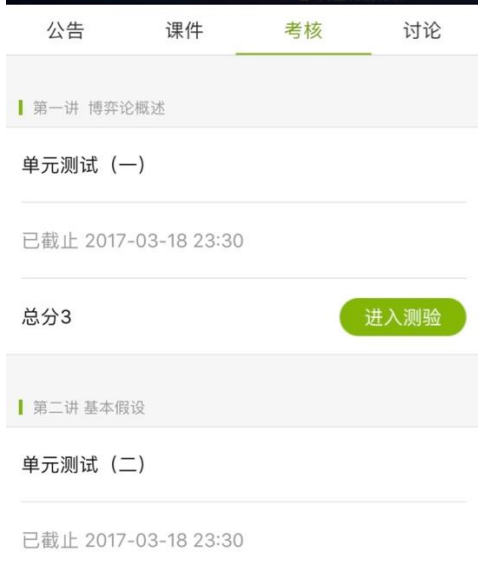 公告 课件 考核 讨论
第一讲 博弈论概述
单元测试（一）
已截止 2017-03-18 23:30
总分3 进入测验
第二讲 基本假设
单元测试（二）
已截止 2017-03-18 23:30